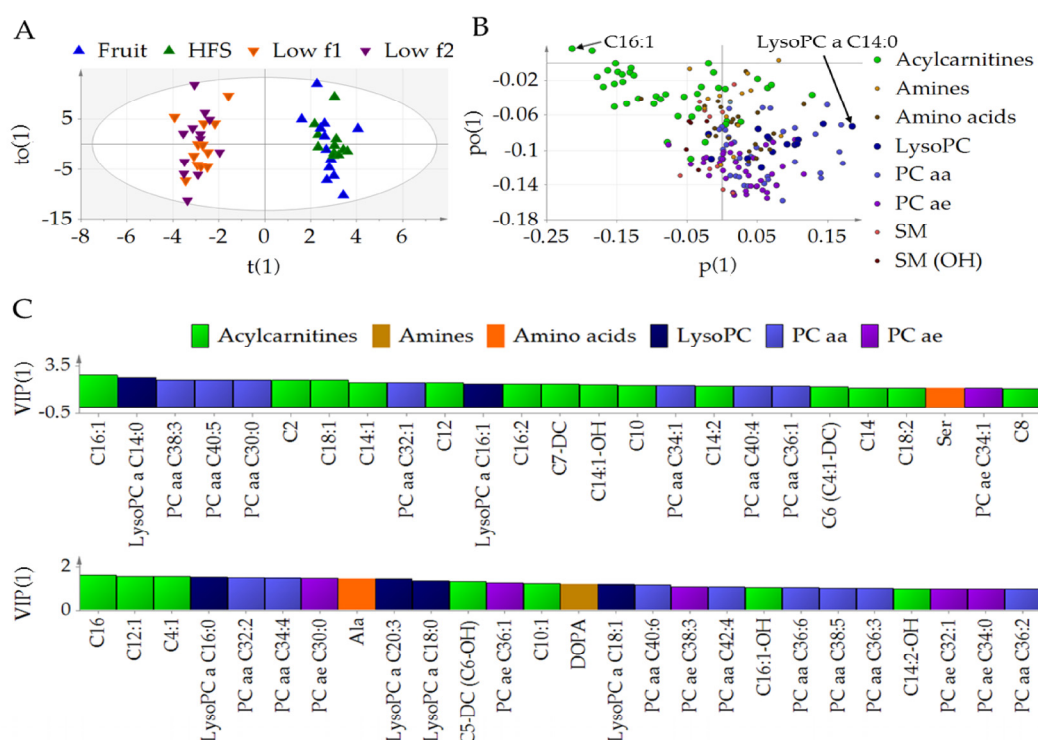 A
Fruit HFS Low f1 Low f2
to(1)
5
-5
-15
-8 -6 -4 -2 0 2 4 6
t(1)
B
C16:1
LysoPC a C14:0
po(1)
-0.02
-0.06
-0.1
-0.14
-0.18
-0.25 -0.15 -0.05 0.05 0.15
p(1)
Acylcarnitines
Amines
Amino acids
LysoPC
PC aa
PC ae
SM
SM (OH)
C
Acylcarnitines Amines Amino acids LysoPC PC aa PC ae
VIP(1)
3.5
-0.5
C16:1
LysoPC a C14:0
PC aa C38:3
PC aa C40:5
PC aa C30:0
C2
C18:1
C14:1
PC aa C32:1
C12
LysoPC a C16:1
C16:2
C7-DC
C14:1-OH
C10
PC aa C34:1
C14:2
PC aa C40:4
PC aa C36:1
C6 (C4:1-DC)
C14
C18:2
Ser
PC ae C34:1
C8
VIP(1)
2
0
C16
C12:1
C4:1
LysoPC a C16:0
PC aa C32:2
PC aa C34:4
PC ae C30:0
Ala
LysoPC a C20:3
LysoPC a C18:0
C5-DC (C6-OH)
PC ae C36:1
C10:1
DOPA
LysoPC a C18:1
PC aa C40:6
PC ae C38:3
PC aa C42:4
C16:1-OH
PC aa C36:6
PC aa C38:5
PC aa C36:3
C14:2-OH
PC ae C32:1
PC ae C34:0
PC aa C36:2